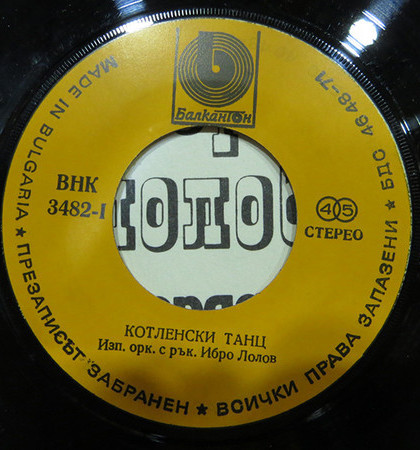 Балкантон
MADE IN BULGARIA ★ ПРЕЗАПИСЪТ ЗАБРАНЕН ★ ВСИЧКИ ПРАВА ЗАПАЗЕНИ ★ БДС 4648-71
ВНК
3482-I
45
СТЕРЕО
КОТЛЕНСКИ ТАНЦ
Изп. орк. с рък. Ибро Лолов